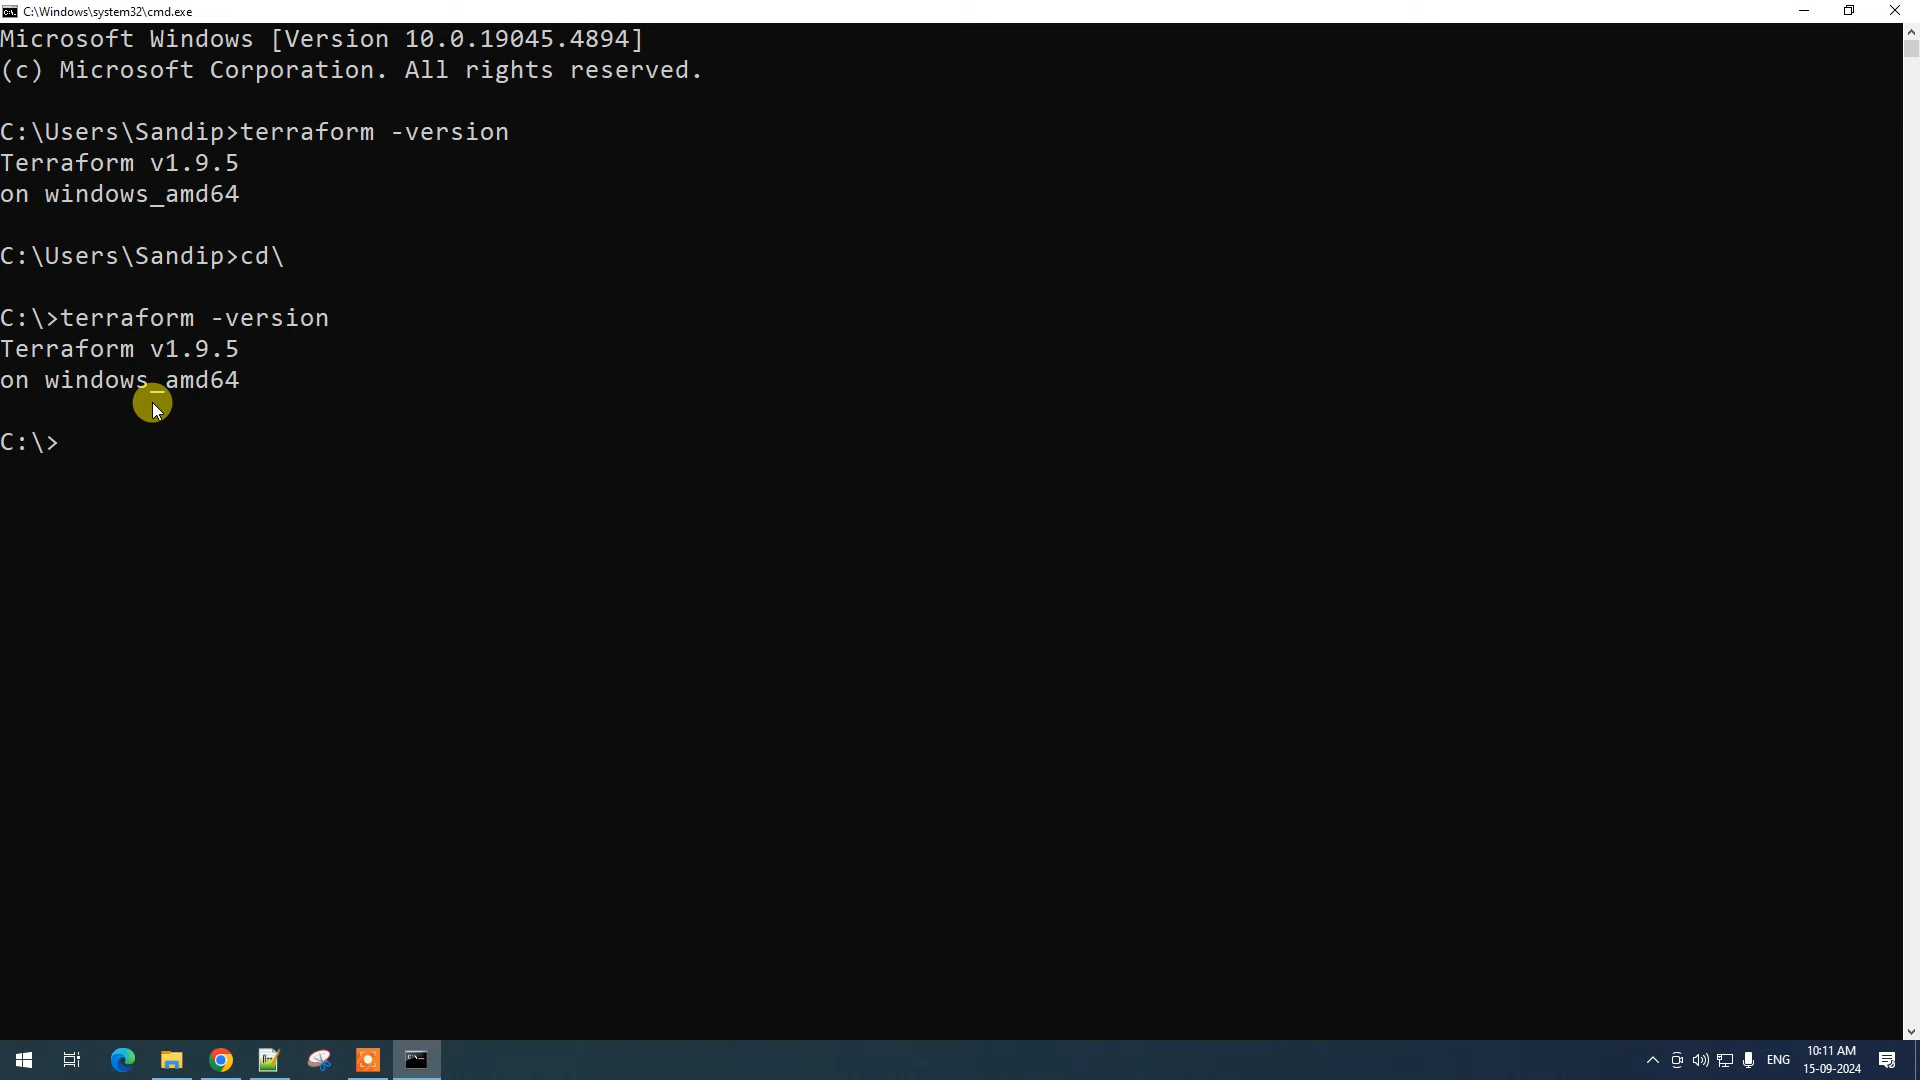 C:\Windows\system32\cmd.exe
Microsoft Windows [Version 10.0.19045.4894]
(c) Microsoft Corporation. All rights reserved.
C:\Users\Sandip>terraform -version
Terraform v1.9.5
on windows_amd64
C:\Users\Sandip>cd\
C:\>terraform -version
Terraform v1.9.5
on windows_amd64
C:\>
ENG
10:11 AM
15-09-2024